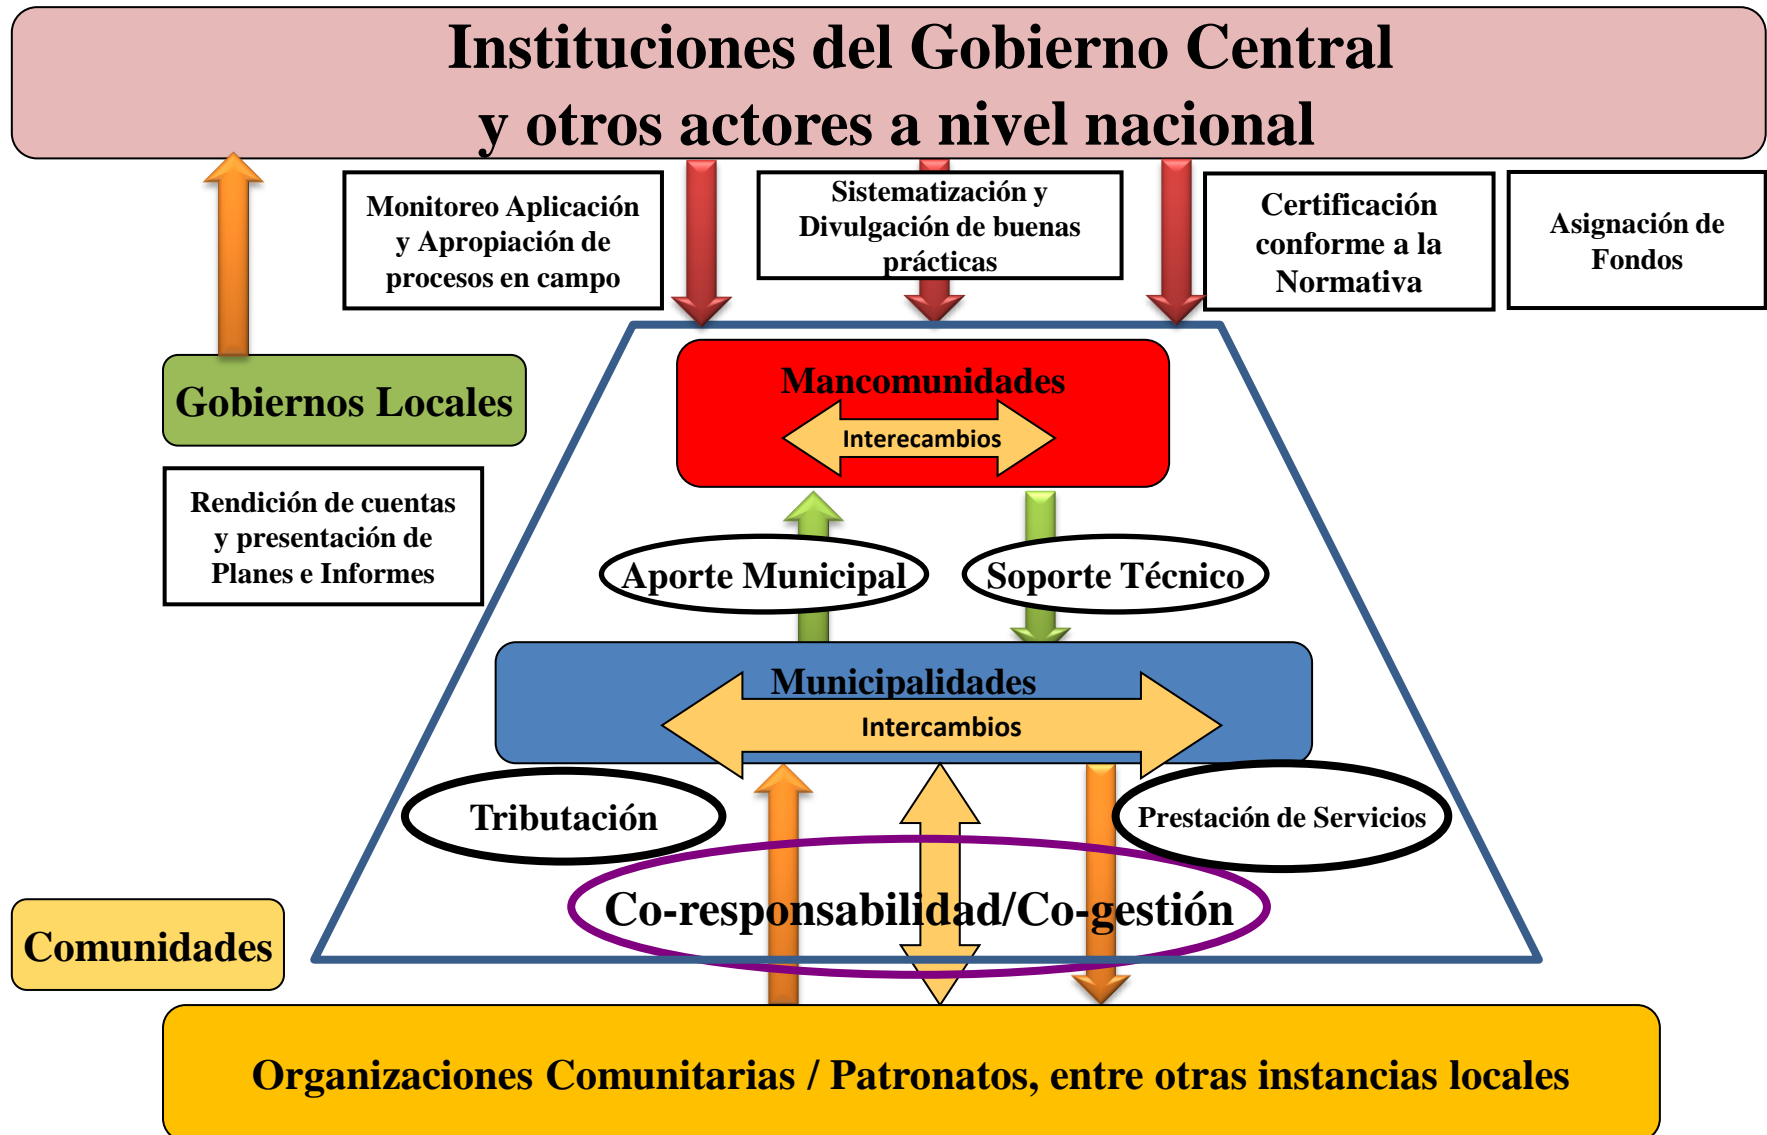 Instituciones del Gobierno Central
y otros actores a nivel nacional
Monitoreo Aplicación
y Apropiación de
procesos en campo
Sistematización y
Divulgación de buenas
prácticas
Certificación
conforme a la
Normativa
Asignación de
Fondos
Gobiernos Locales
Rendición de cuentas
y presentación de
Planes e Informes
Mancomunidades
Interecambios
Aporte Municipal
Soporte Técnico
Municipalidades
Intercambios
Tributación
Prestación de Servicios
Co-responsabilidad/Co-gestión
Comunidades
Organizaciones Comunitarias / Patronatos, entre otras instancias locales